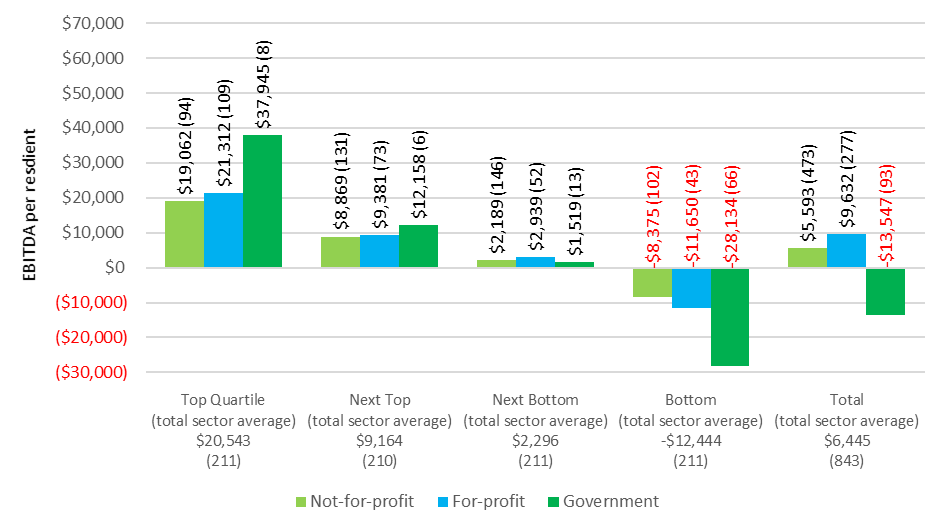 $70,000
$60,000
$50,000
$40,000
$30,000
$20,000
$10,000
$0
($10,000)
($20,000)
($30,000)
EBITDA per resdient
$19,062 (94)
$21,312 (109)
$37,945 (8)
$8,869 (131)
$9,381 (73)
$12,158 (6)
$2,189 (146)
$2,939 (52)
$1,519 (13)
-$8,375 (102)
-$11,650 (43)
-$28,134 (66)
$5,593 (473)
$9,632 (277)
-$13,547 (93)
Top Quartile
(total sector average)
$20,543
(211)
Next Top
(total sector average)
$9,164
(210)
Next Bottom
(total sector average)
$2,296
(211)
Bottom
(total sector average)
-$12,444
(211)
Total
(total sector average)
$6,445
(843)
Not-for-profit
For-profit
Government